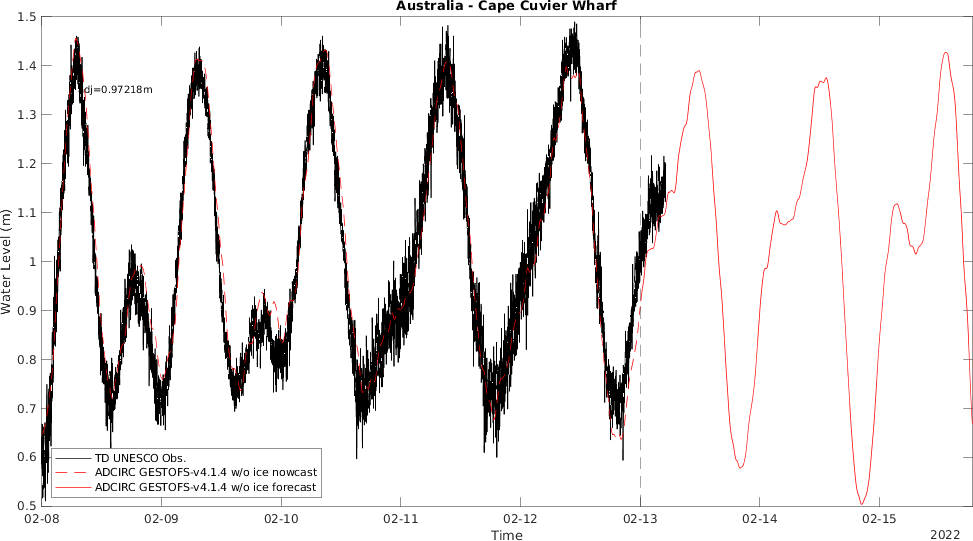 Australia - Cape Cuvier Wharf
1.5
1.4
dj=0.97218m
1.3
1.2
1.1
1
0.9
0.8
0.7
0.6
0.5
Water Level (m)
TD UNESCO Obs.
ADCIRC GESTOFS-v4.1.4 w/o ice nowcast
ADCIRC GESTOFS-v4.1.4 w/o ice forecast
02-08 02-09 02-10 02-11 02-12 02-13 02-14 02-15
Time
2022